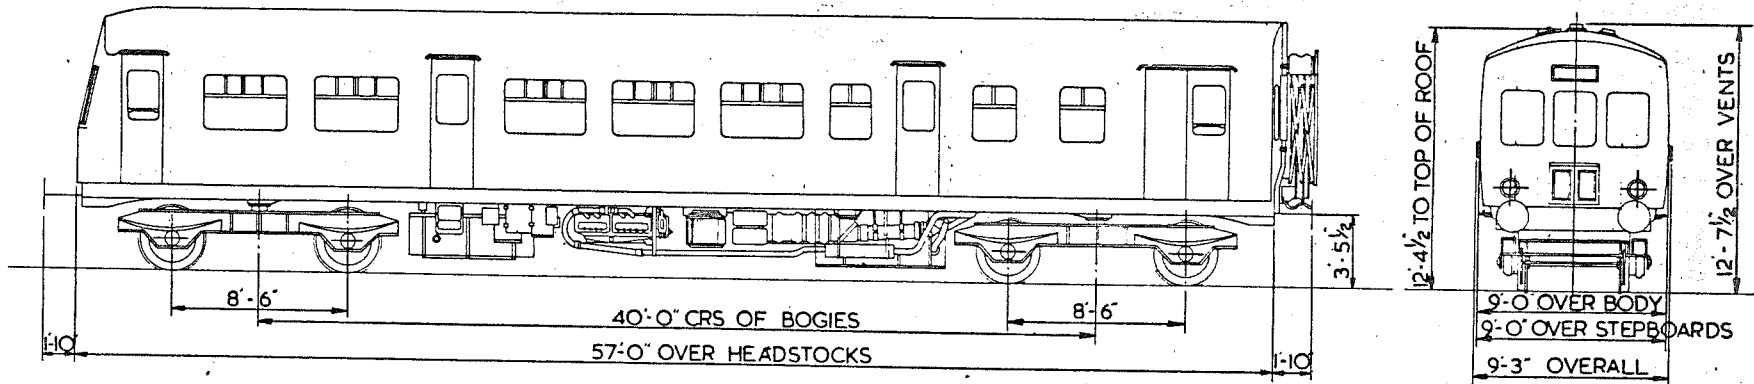 8'-6"
40'-0" CRS OF BOGIES
8'-6"
1'-10"
57'-0" OVER HEADSTOCKS
1'-10"
3'-5½"
12'-4½" TO TOP OF ROOF
12'-7½" OVER VENTS
9'-0" OVER BODY
9'-0" OVER STEPBOARDS
9'-3" OVERALL